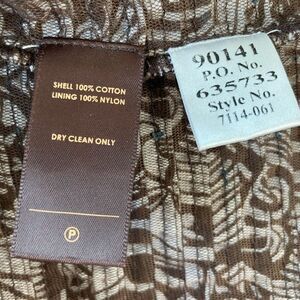 SHELL 100% COTTON
LINING 100% NYLON
DRY CLEAN ONLY
P
90141
P.O. No.
635733
Style No.
7114-061